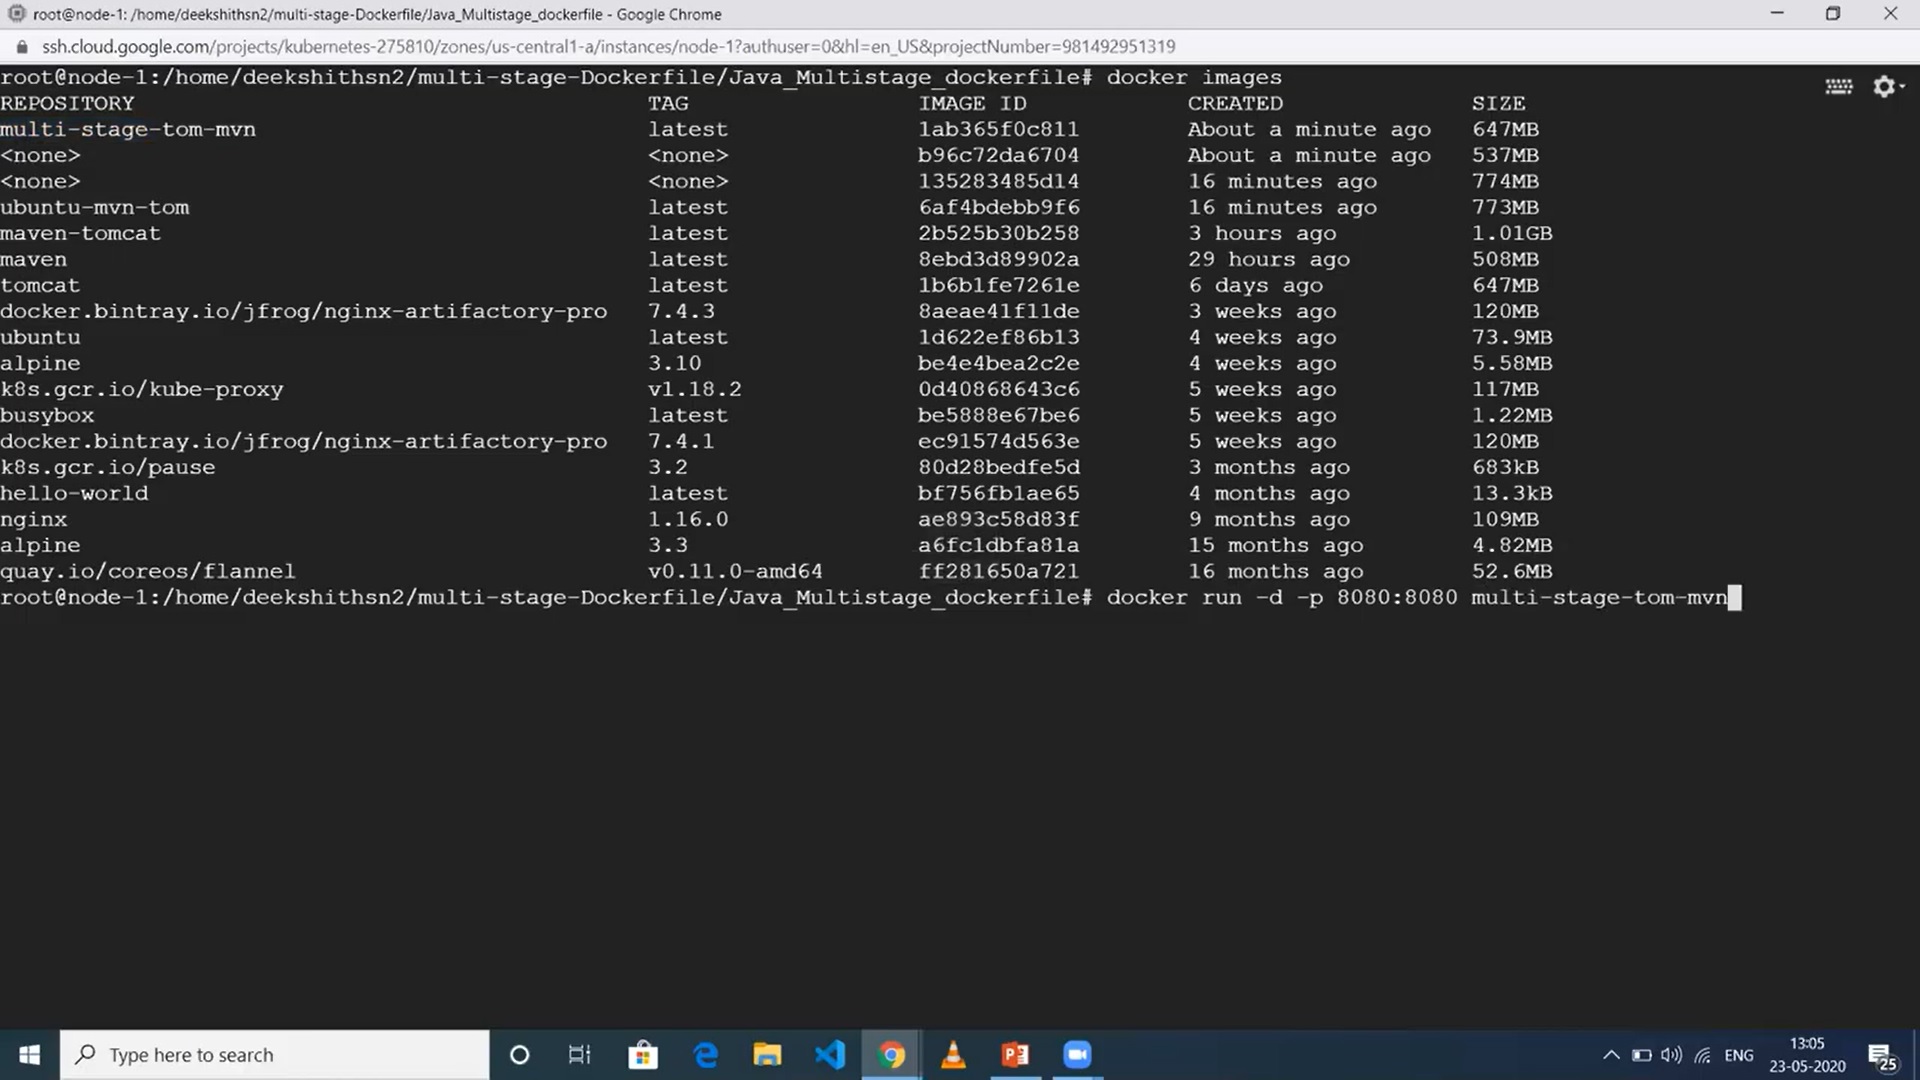 root@node-1: /home/deekshithsn2/multi-stage-Dockerfile/Java_Multistage_dockerfile - Google Chrome
ssh.cloud.google.com/projects/kubernetes-275810/zones/us-central1-a/instances/node-1?authuser=0&hl=en_US&projectNumber=981492951319
root@node-1:/home/deekshithsn2/multi-stage-Dockerfile/Java_Multistage_dockerfile# docker images
REPOSITORY TAG IMAGE ID CREATED SIZE
multi-stage-tom-mvn latest 1ab365f0c811 About a minute ago 647MB
<none> <none> b96c72da6704 About a minute ago 537MB
<none> <none> 135283485d14 16 minutes ago 774MB
ubuntu-mvn-tom latest 6af4bdebb9f6 16 minutes ago 773MB
maven-tomcat latest 2b525b30b258 3 hours ago 1.01GB
maven latest 8ebd3d89902a 29 hours ago 508MB
tomcat latest 1b6b1fe7261e 6 days ago 647MB
docker.bintray.io/jfrog/nginx-artifactory-pro 7.4.3 8aeae41f11de 3 weeks ago 120MB
ubuntu latest 1d622ef86b13 4 weeks ago 73.9MB
alpine 3.10 be4e4bea2c2e 4 weeks ago 5.58MB
k8s.gcr.io/kube-proxy v1.18.2 0d40868643c6 5 weeks ago 117MB
busybox latest be5888e67be6 5 weeks ago 1.22MB
docker.bintray.io/jfrog/nginx-artifactory-pro 7.4.1 ec91574d563e 5 weeks ago 120MB
k8s.gcr.io/pause 3.2 80d28bedfe5d 3 months ago 683kB
hello-world latest bf756fb1ae65 4 months ago 13.3kB
nginx 1.16.0 ae893c58d83f 9 months ago 109MB
alpine 3.3 a6fc1dbfa81a 15 months ago 4.82MB
quay.io/coreos/flannel v0.11.0-amd64 ff281650a721 16 months ago 52.6MB
root@node-1:/home/deekshithsn2/multi-stage-Dockerfile/Java_Multistage_dockerfile# docker run -d -p 8080:8080 multi-stage-tom-mvn
Type here to search
ENG
13:05
23-05-2020
25